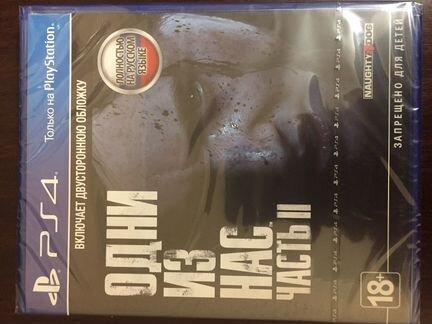 PS4
Только на PlayStation.
ВКЛЮЧАЕТ ДВУСТОРОННЮЮ ОБЛОЖКУ
ПОЛНОСТЬЮ
НА РУССКОМ
ЯЗЫКЕ
ОДНИ
ИЗ
НАС
ЧАСТЬ II
18+
NAUGHTY DOG
ЗАПРЕЩЕНО ДЛЯ ДЕТЕЙ